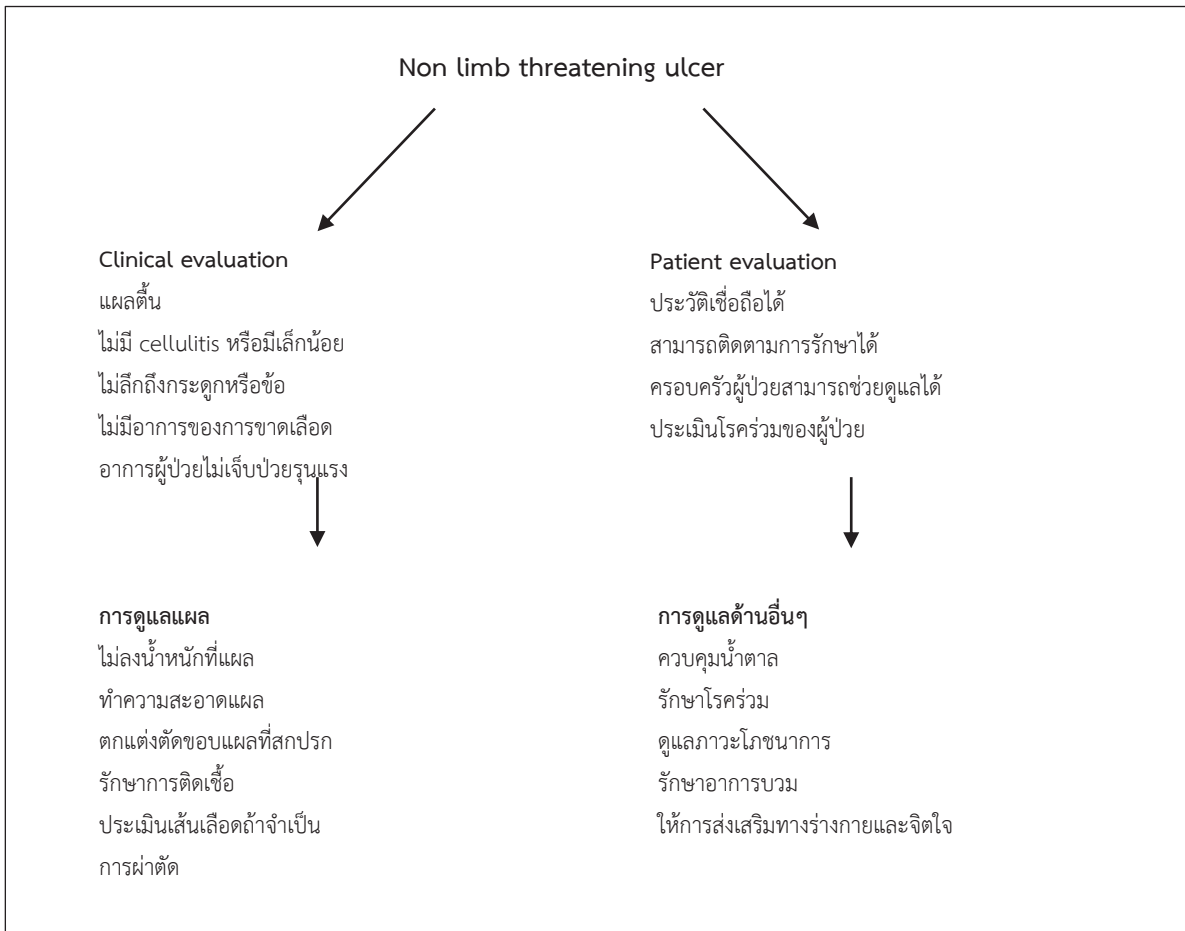 Non limb threatening ulcer
Clinical evaluation
แผลตื้น
ไม่มี cellulitis หรือมีเล็กน้อย
ไม่ลึกถึงกระดูกหรือข้อ
ไม่มีอาการของการขาดเลือด
อาการผู้ป่วยไม่เจ็บป่วยรุนแรง
Patient evaluation
ประวัติเชื่อถือได้
สามารถติดตามการรักษาได้
ครอบครัวผู้ป่วยสามารถช่วยดูแลได้
ประเมินโรคร่วมของผู้ป่วย
การดูแลแผล
ไม่ลงน้ำหนักที่แผล
ทำความสะอาดแผล
ตกแต่งตัดขอบแผลที่สกปรก
รักษาการติดเชื้อ
ประเมินเส้นเลือดถ้าจำเป็น
การผ่าตัด
การดูแลด้านอื่นๆ
ควบคุมน้ำตาล
รักษาโรคร่วม
ดูแลภาวะโภชนาการ
รักษาอาการบวม
ให้การส่งเสริมทางร่างกายและจิตใจ